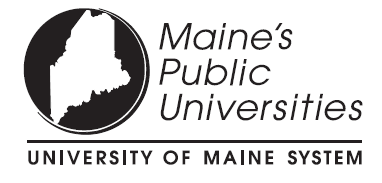 Maine's
Public
Universities
UNIVERSITY OF MAINE SYSTEM